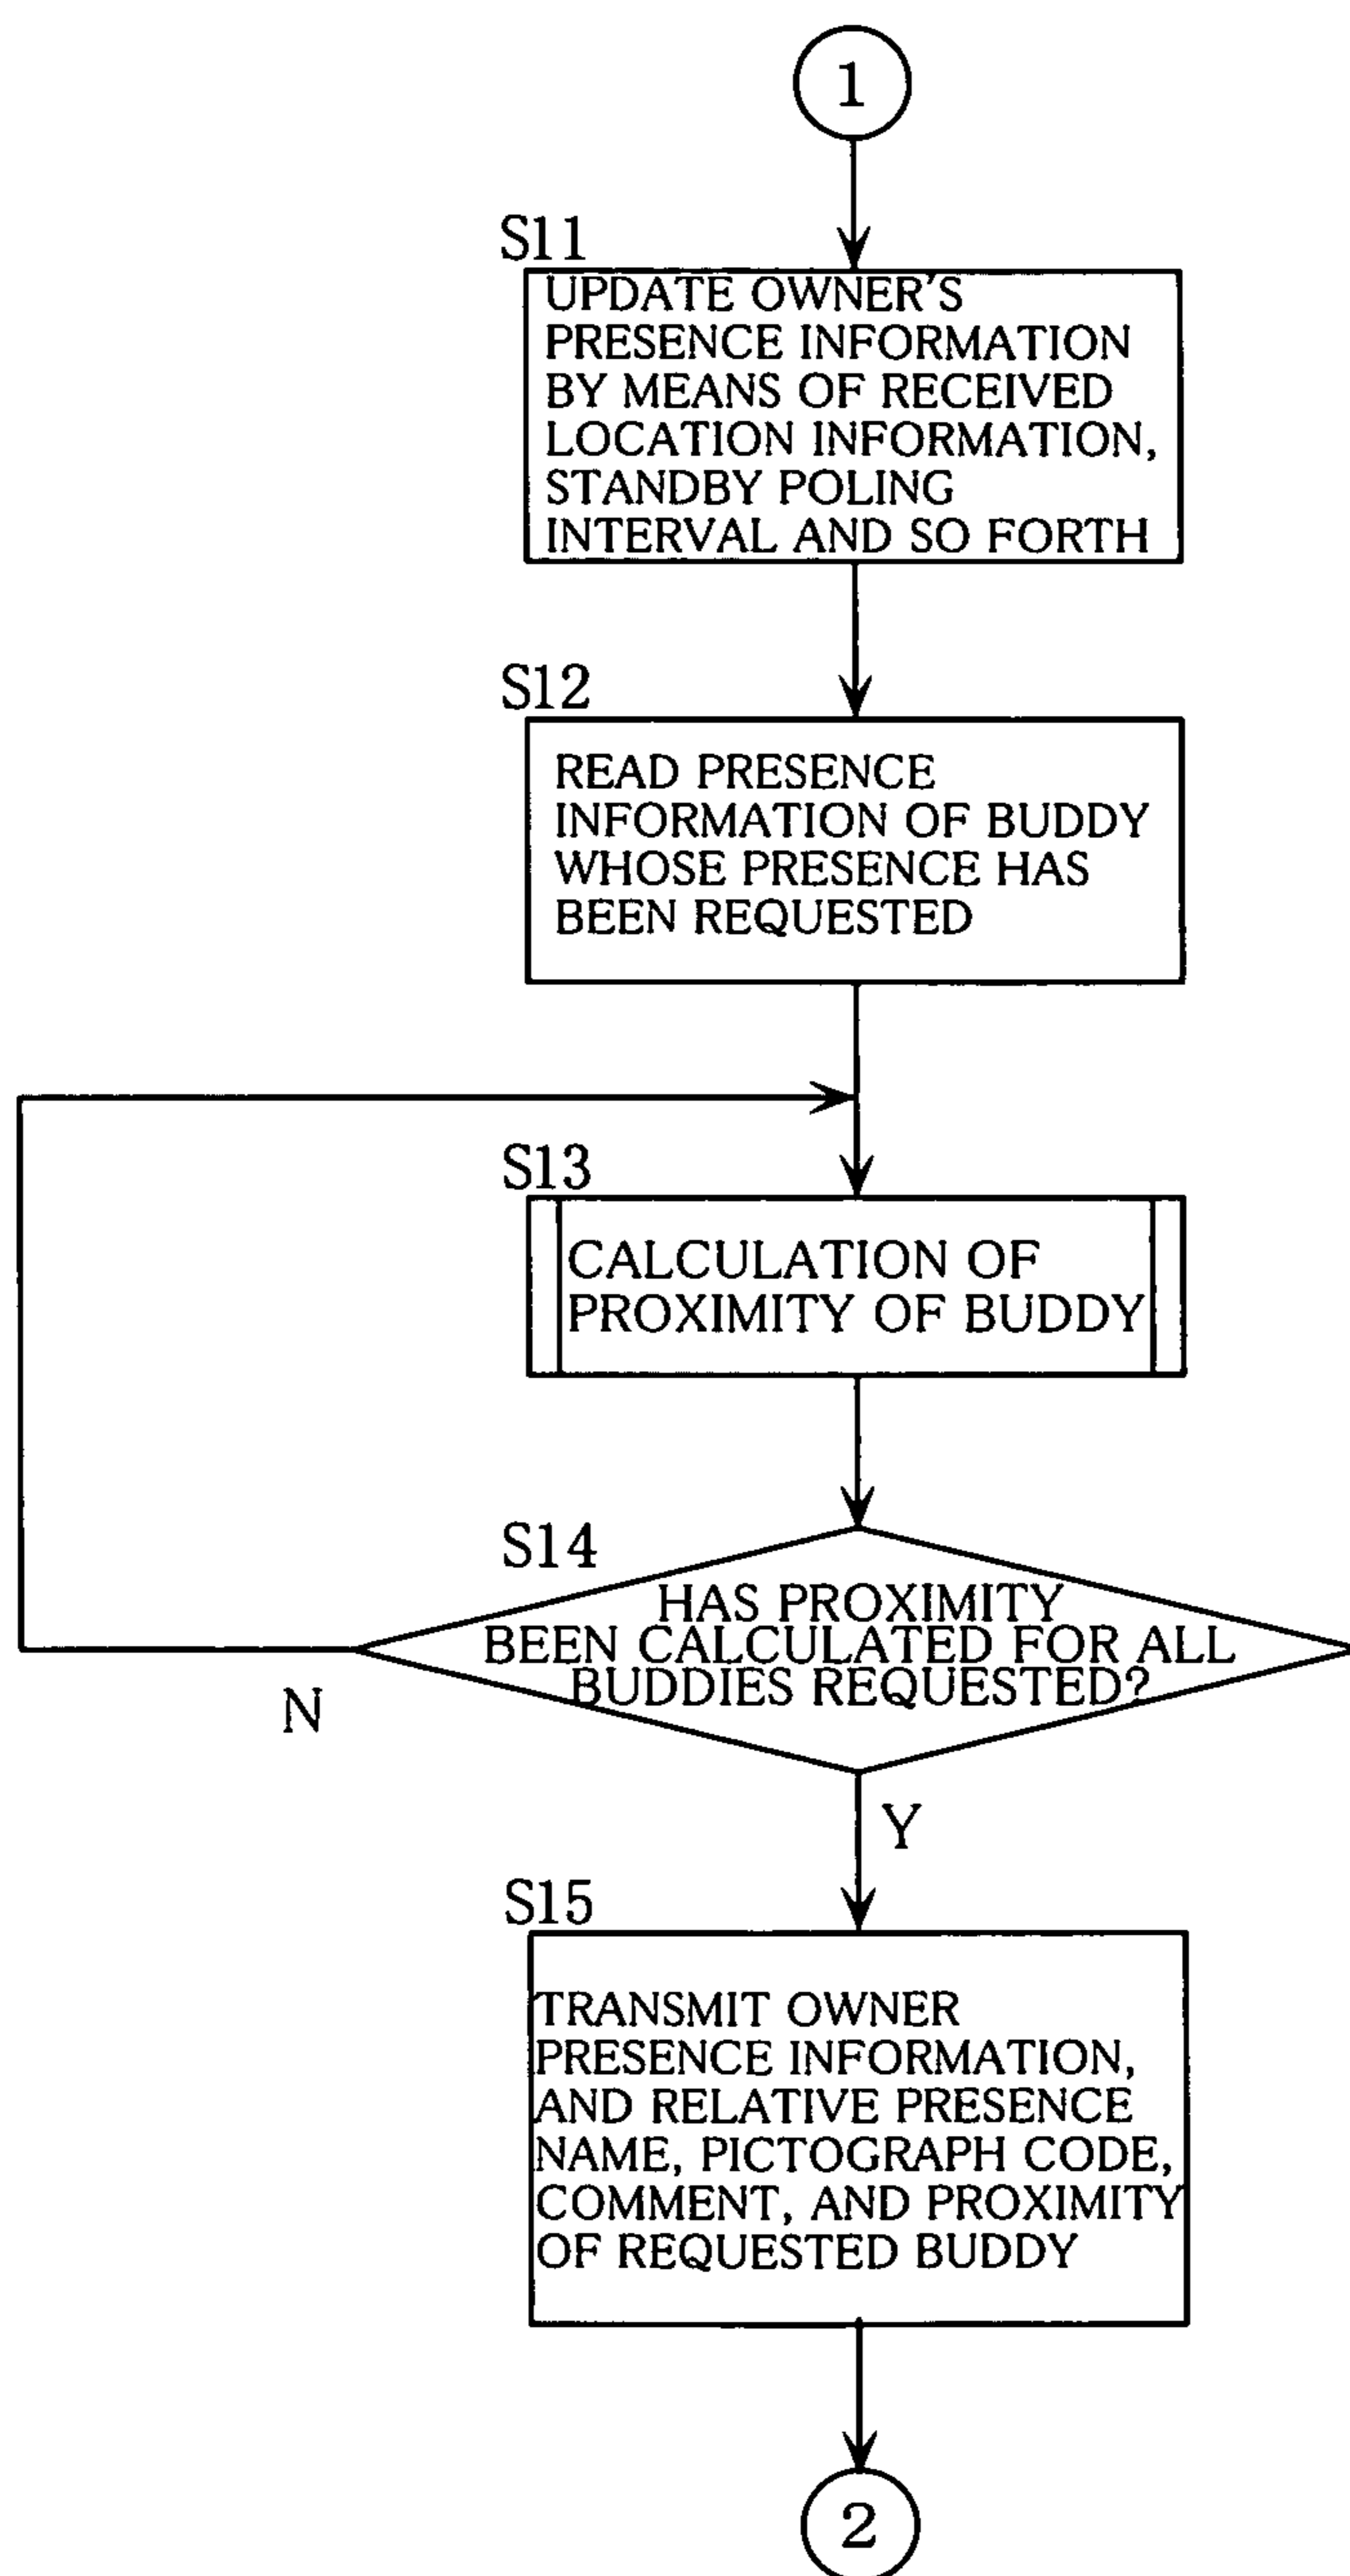 1
S11
UPDATE OWNER'S
PRESENCE INFORMATION
BY MEANS OF RECEIVED
LOCATION INFORMATION,
STANDBY POLING
INTERVAL AND SO FORTH
S12
READ PRESENCE
INFORMATION OF BUDDY
WHOSE PRESENCE HAS
BEEN REQUESTED
S13
CALCULATION OF
PROXIMITY OF BUDDY
S14
HAS PROXIMITY
BEEN CALCULATED FOR ALL
BUDDIES REQUESTED?
N
Y
S15
TRANSMIT OWNER
PRESENCE INFORMATION,
AND RELATIVE PRESENCE
NAME, PICTOGRAPH CODE,
COMMENT, AND PROXIMITY
OF REQUESTED BUDDY
2